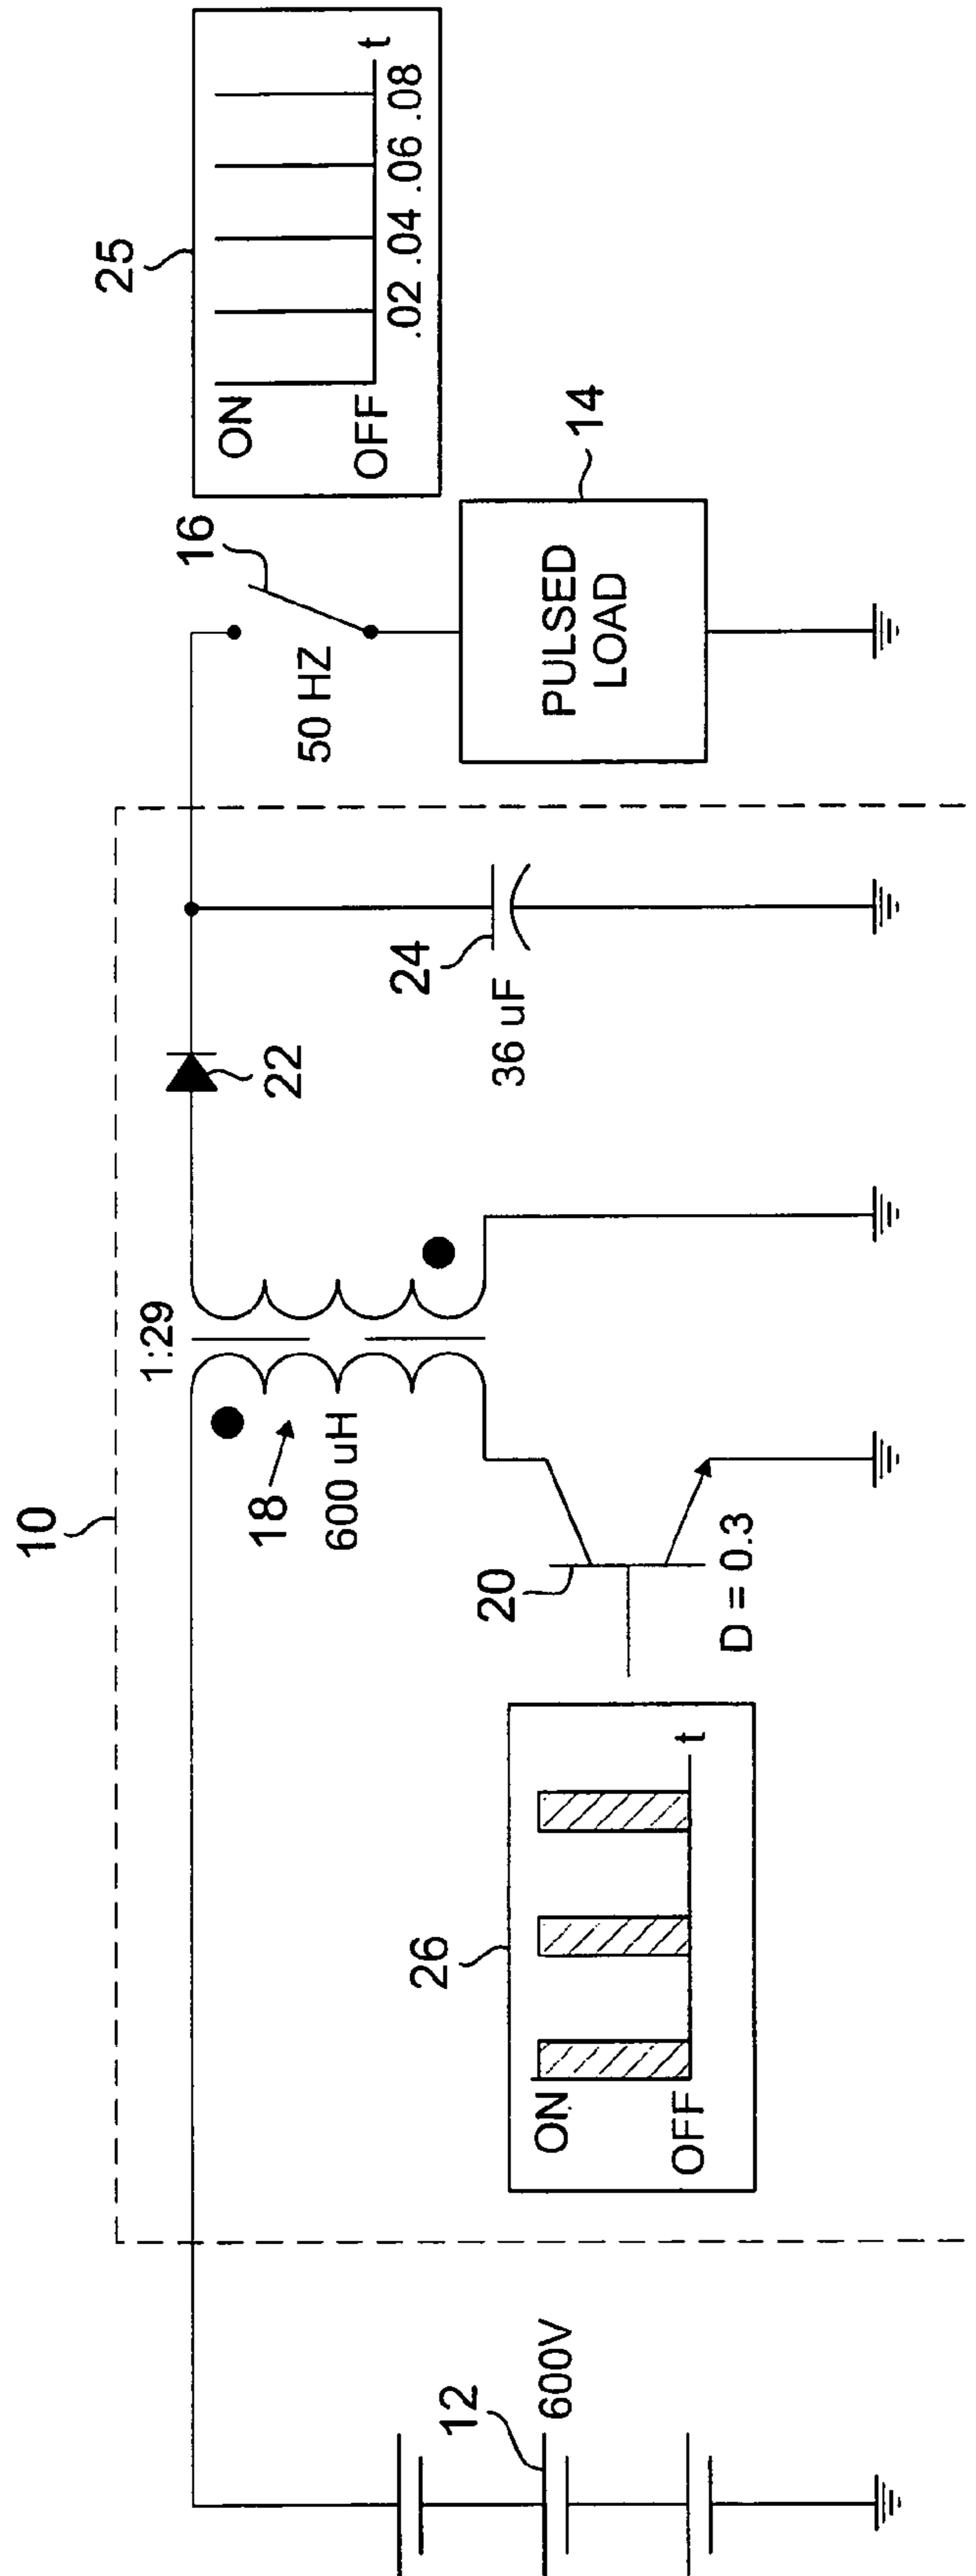 10
12
600V
1:29
18
600 uH
20
D = 0.3
26
ON
OFF
t
22
24
36 uF
16
50 HZ
PULSED
LOAD
14
25
ON
OFF
t
.02 .04 .06 .08